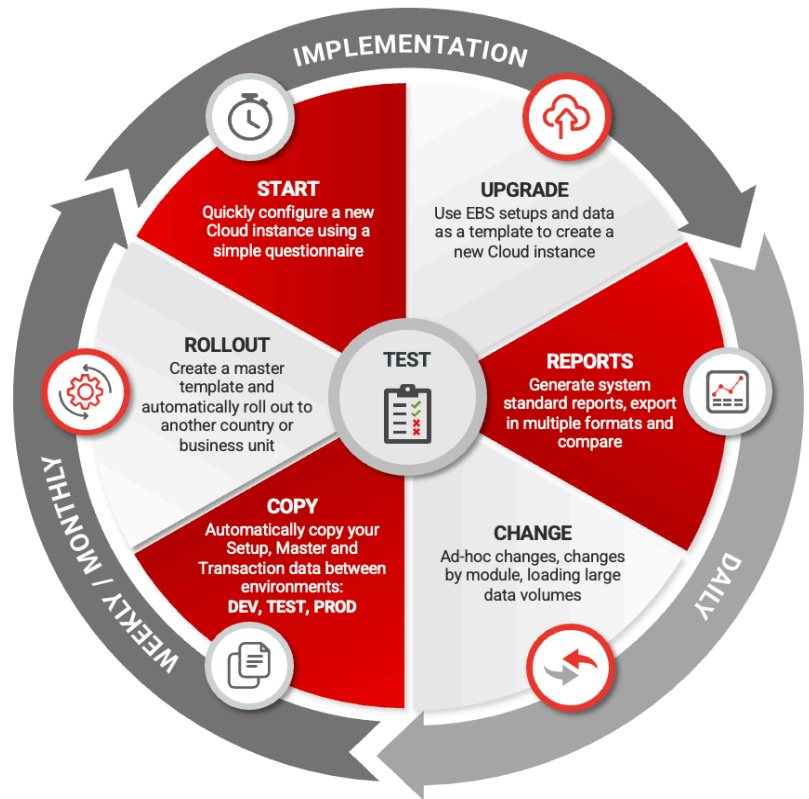 IMPLEMENTATION
START
Quickly configure a new
Cloud instance using a
simple questionnaire
UPGRADE
Use EBS setups and data
as a template to create a
new Cloud instance
ROLLOUT
Create a master
template and
automatically roll out to
another country or
business unit
TEST
REPORTS
Generate system
standard reports, export
in multiple formats and
compare
COPY
Automatically copy your
Setup, Master and
Transaction data between
environments:
DEV, TEST, PROD
CHANGE
Ad-hoc changes, changes
by module, loading large
data volumes
WEEKLY / MONTHLY
DAILY